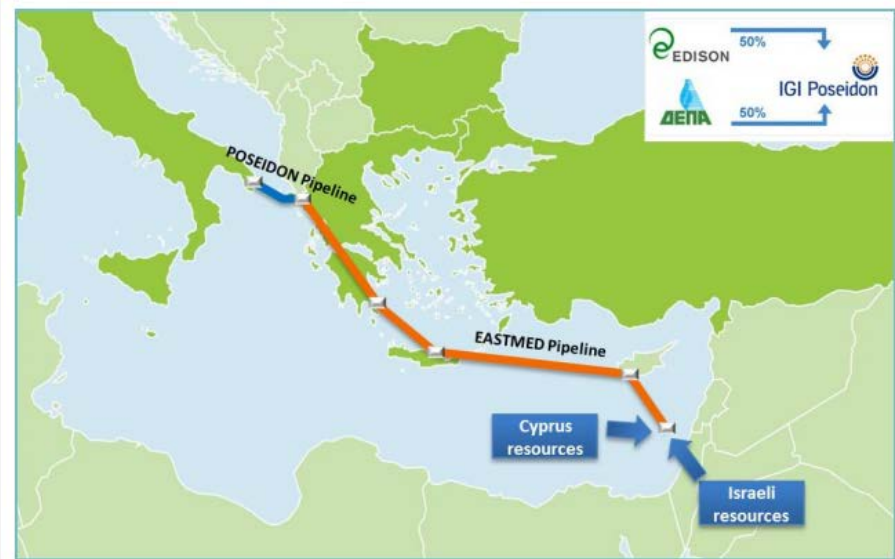 EDISON
50%
IGI Poseidon
ΔΕΠΑ
50%
POSEIDON Pipeline
EASTMED Pipeline
Cyprus
resources
Israeli
resources